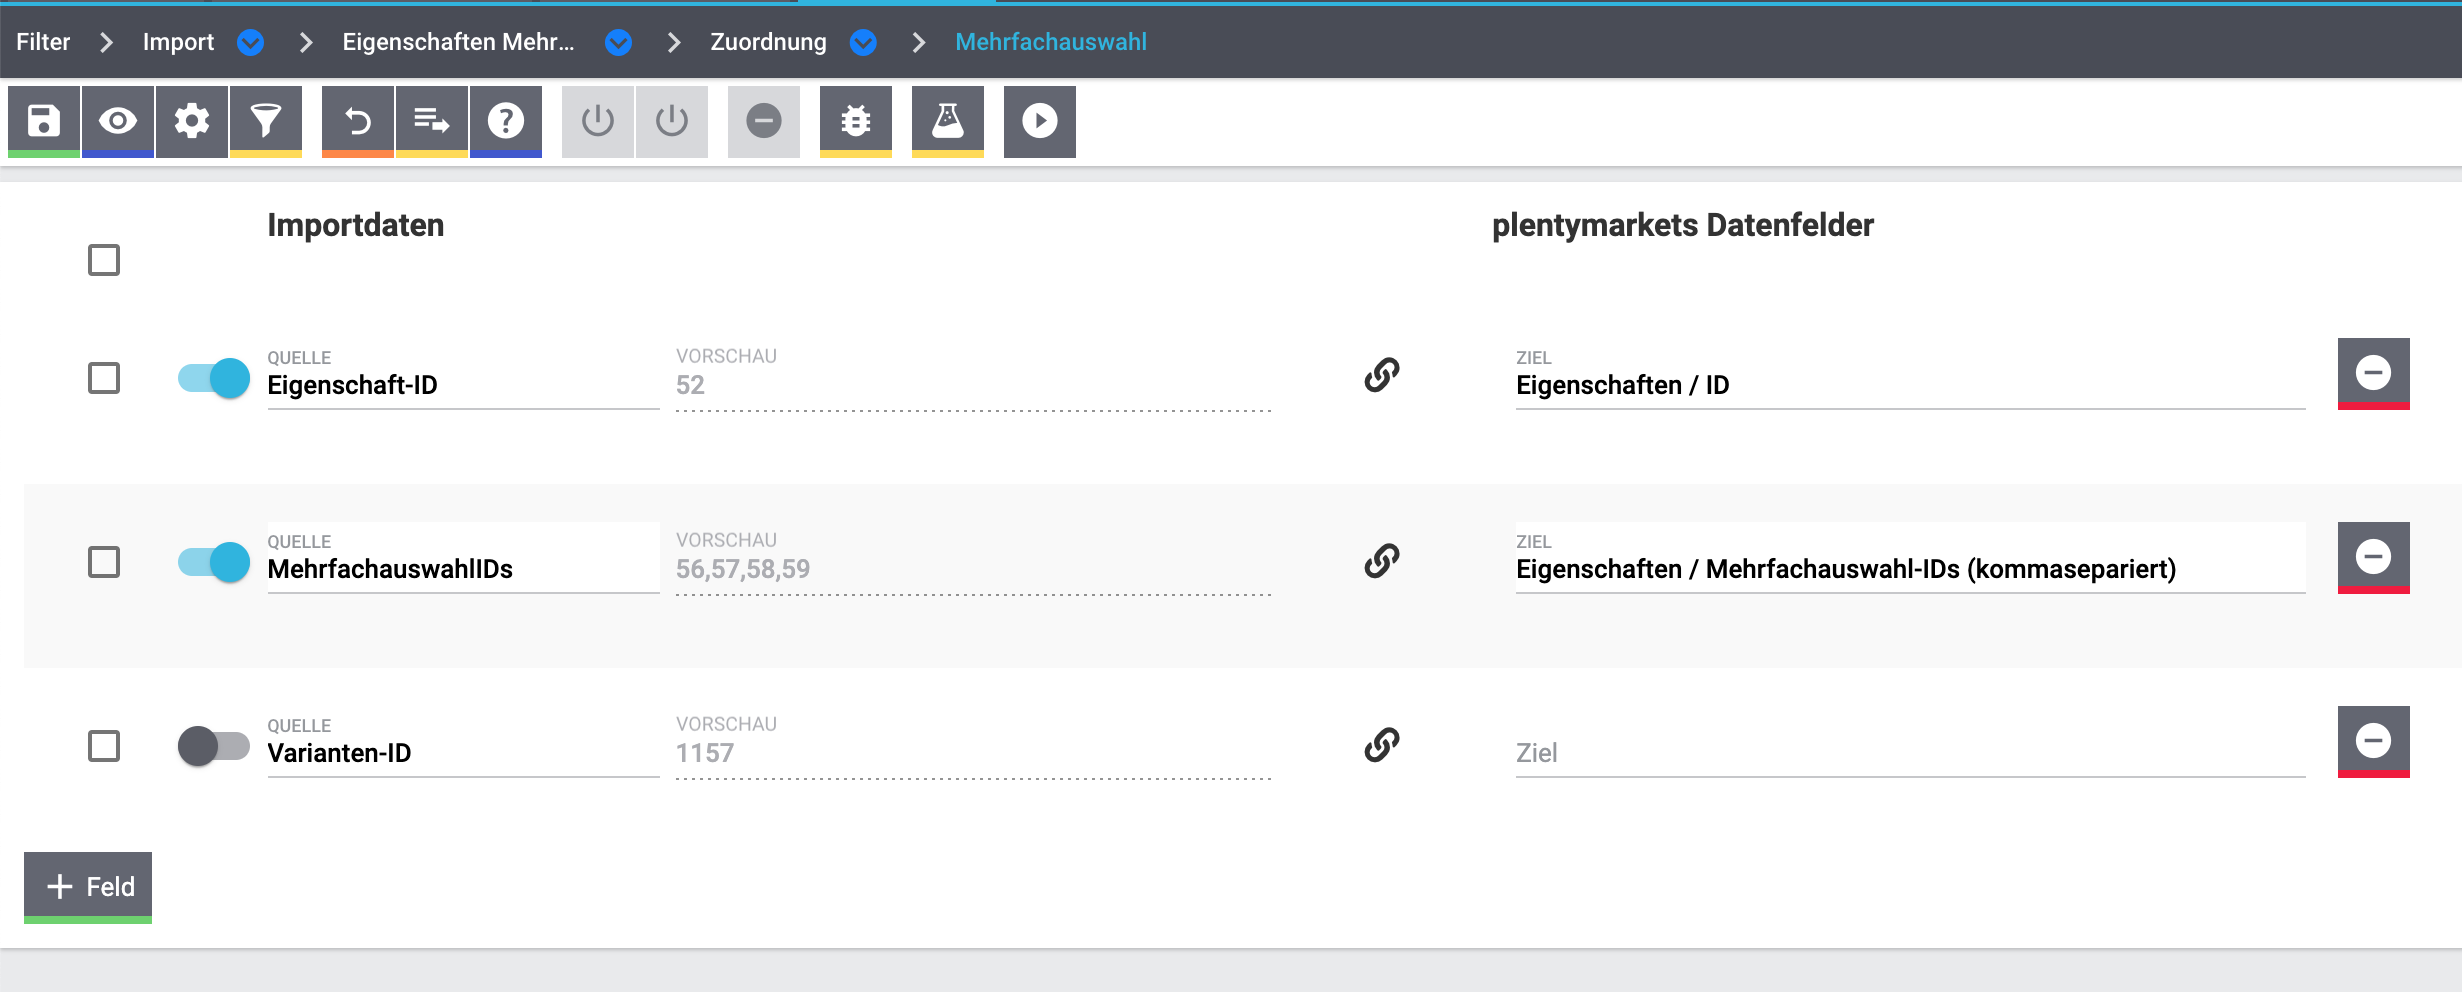 Filter Import Eigenschaften Mehr... Zuordnung Mehrfachauswahl
Importdaten plentymarkets Datenfelder
QUELLE VORSCHAU ZIEL
Eigenschaft-ID 52 Eigenschaften / ID
QUELLE VORSCHAU ZIEL
MehrfachauswahlIDs 56,57,58,59 Eigenschaften / Mehrfachauswahl-IDs (kommasepariert)
QUELLE VORSCHAU
Varianten-ID 1157 Ziel
+ Feld